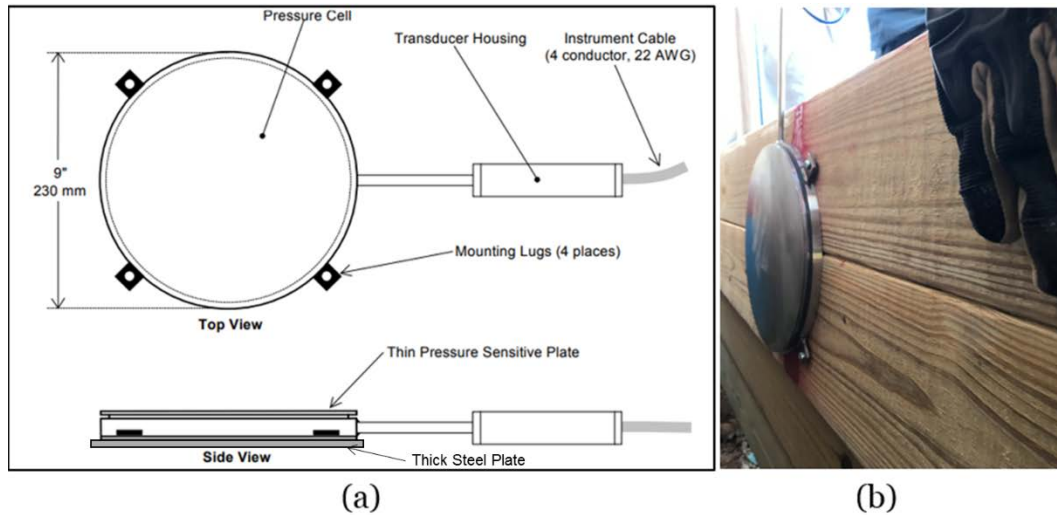 Pressure Cell
Transducer Housing
Instrument Cable
(4 conductor, 22 AWG)
9"
230 mm
Mounting Lugs (4 places)
Top View
Thin Pressure Sensitive Plate
Side View
Thick Steel Plate
(a)
(b)